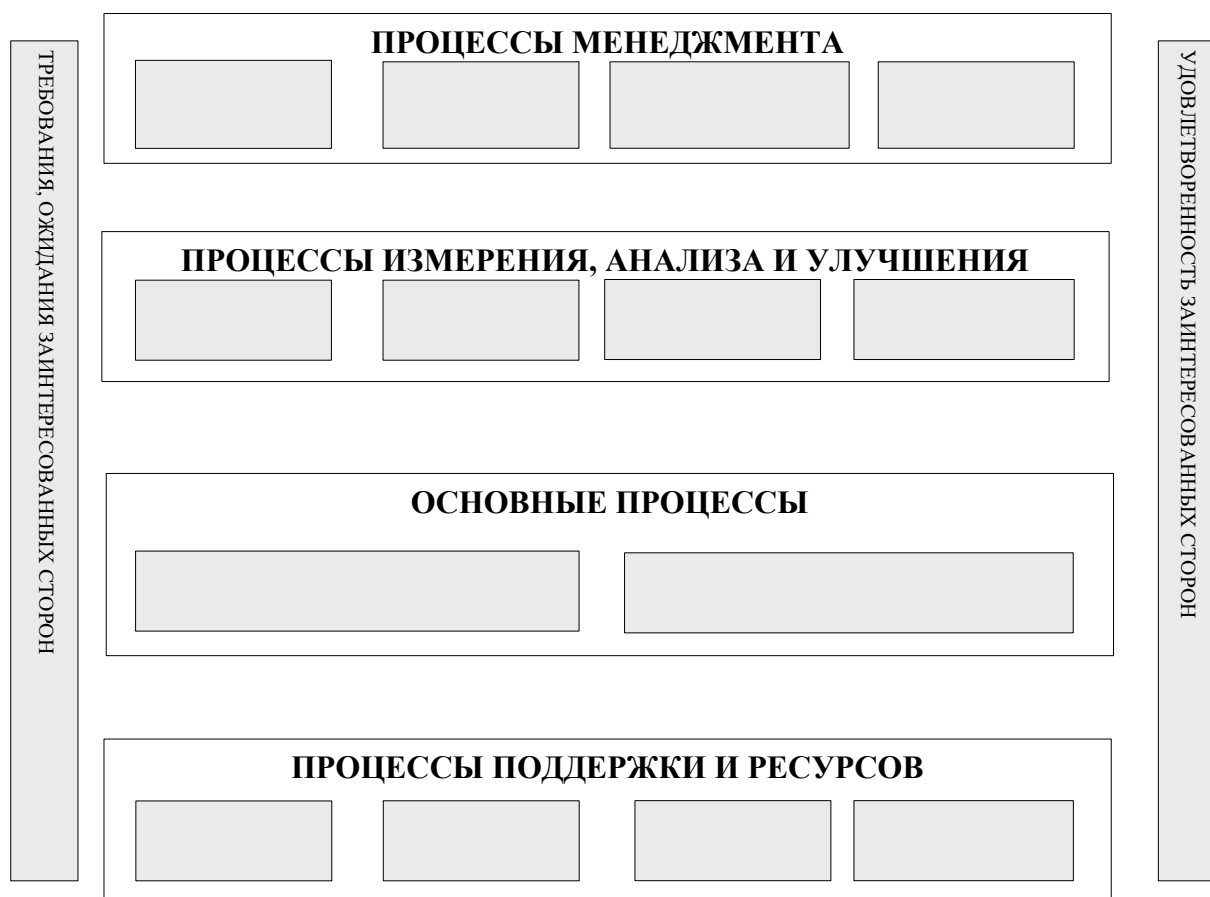 ПРОЦЕССЫ МЕНЕДЖМЕНТА
ТРЕБОВАНИЯ, ОЖИДАНИЯ ЗАИНТЕРЕСОВАННЫХ СТОРОН
УДОВЛЕТВОРЕННОСТЬ ЗАИНТЕРЕСОВАННЫХ СТОРОН
ПРОЦЕССЫ ИЗМЕРЕНИЯ, АНАЛИЗА И УЛУЧШЕНИЯ
ОСНОВНЫЕ ПРОЦЕССЫ
ПРОЦЕССЫ ПОДДЕРЖКИ И РЕСУРСОВ